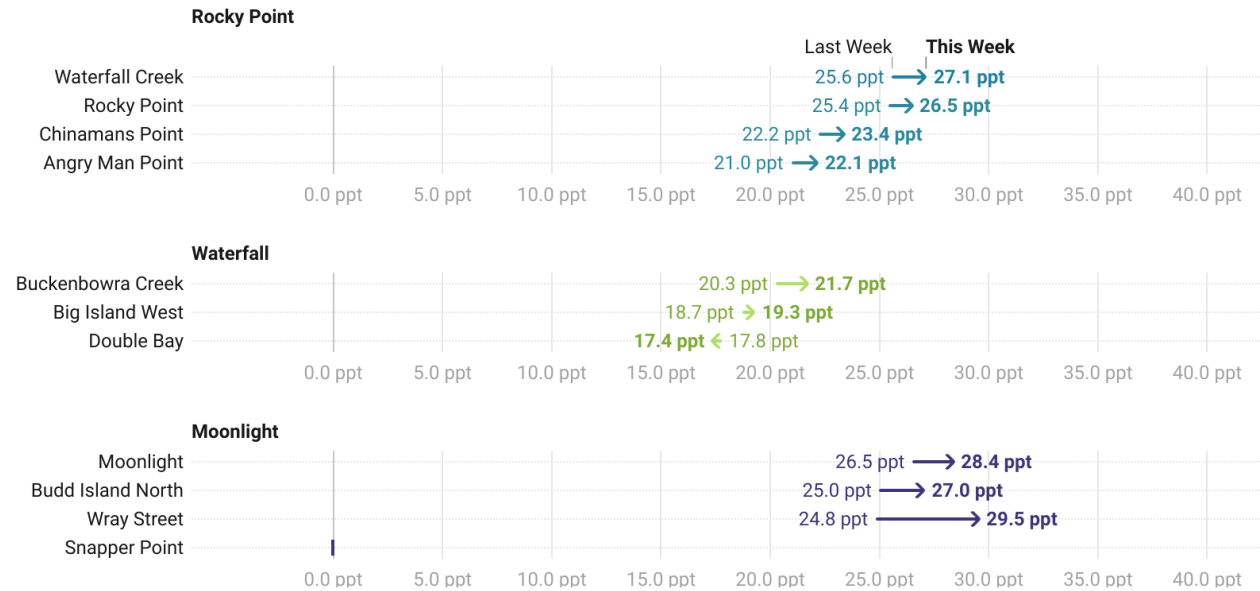 Rocky Point
Last Week This Week
Waterfall Creek 25.6 ppt 27.1 ppt
Rocky Point 25.4 ppt 26.5 ppt
Chinamans Point 22.2 ppt 23.4 ppt
Angry Man Point 21.0 ppt 22.1 ppt
0.0 ppt 5.0 ppt 10.0 ppt 15.0 ppt 20.0 ppt 25.0 ppt 30.0 ppt 35.0 ppt 40.0 ppt
Waterfall
Buckenbowra Creek 20.3 ppt 21.7 ppt
Big Island West 18.7 ppt 19.3 ppt
Double Bay 17.4 ppt 17.8 ppt
0.0 ppt 5.0 ppt 10.0 ppt 15.0 ppt 20.0 ppt 25.0 ppt 30.0 ppt 35.0 ppt 40.0 ppt
Moonlight
Moonlight 26.5 ppt 28.4 ppt
Budd Island North 25.0 ppt 27.0 ppt
Wray Street 24.8 ppt 29.5 ppt
Snapper Point
0.0 ppt 5.0 ppt 10.0 ppt 15.0 ppt 20.0 ppt 25.0 ppt 30.0 ppt 35.0 ppt 40.0 ppt